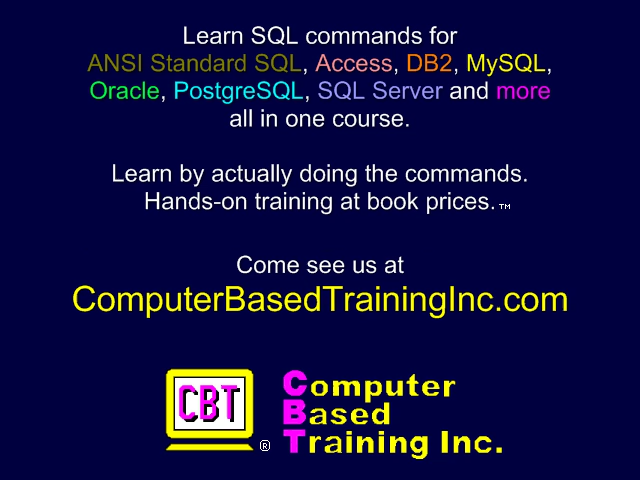 Learn SQL commands for
ANSI Standard SQL, Access, DB2, MySQL,
Oracle, PostgreSQL, SQL Server and more
all in one course.
Learn by actually doing the commands.
Hands-on training at book prices.™
Come see us at
ComputerBasedTrainingInc.com
CBT ®
Computer
Based
Training Inc.